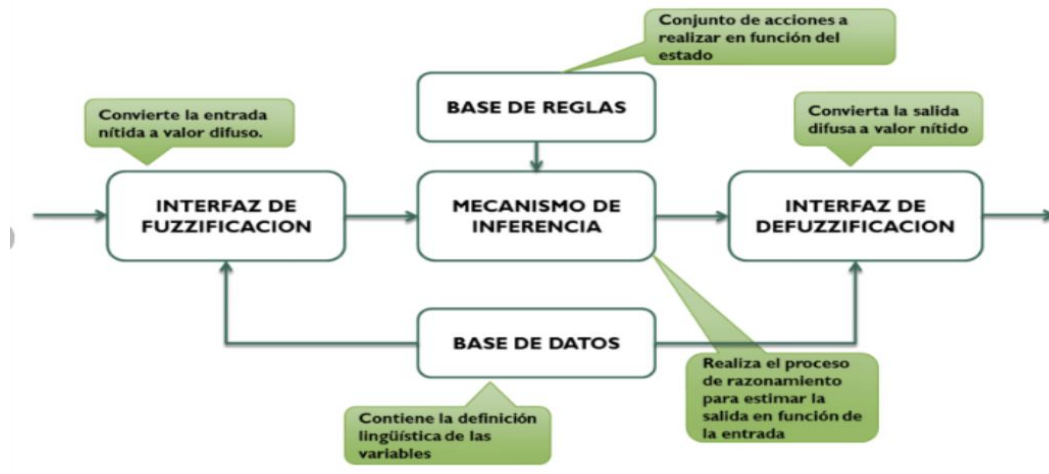 Conjunto de acciones a
realizar en función del
estado
BASE DE REGLAS
Convierte la entrada
nítida a valor difuso.
Convierta la salida
difusa a valor nítido
INTERFAZ DE
FUZZIFICACION
MECANISMO DE
INFERENCIA
INTERFAZ DE
DEFUZZIFICACION
BASE DE DATOS
Realiza el proceso
de razonamiento
para estimar la
salida en función de
la entrada
Contiene la definición
lingüística de las
variables